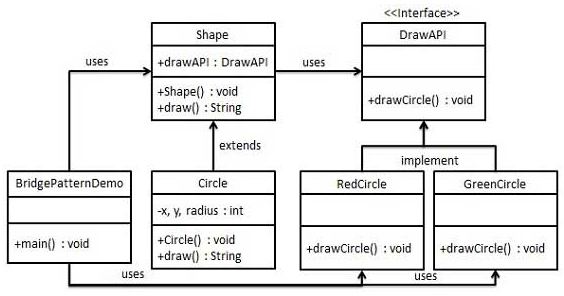 <<Interface>>
Shape
DrawAPI
+drawAPI : DrawAPI
uses
uses
+Shape() : void
+draw() : String
+drawCircle() : void
extends
implement
BridgePatternDemo
Circle
RedCircle
GreenCircle
-x, y, radius : int
+main() : void
+Circle() : void
+draw() : String
+drawCircle() : void
+drawCircle() : void
uses
uses